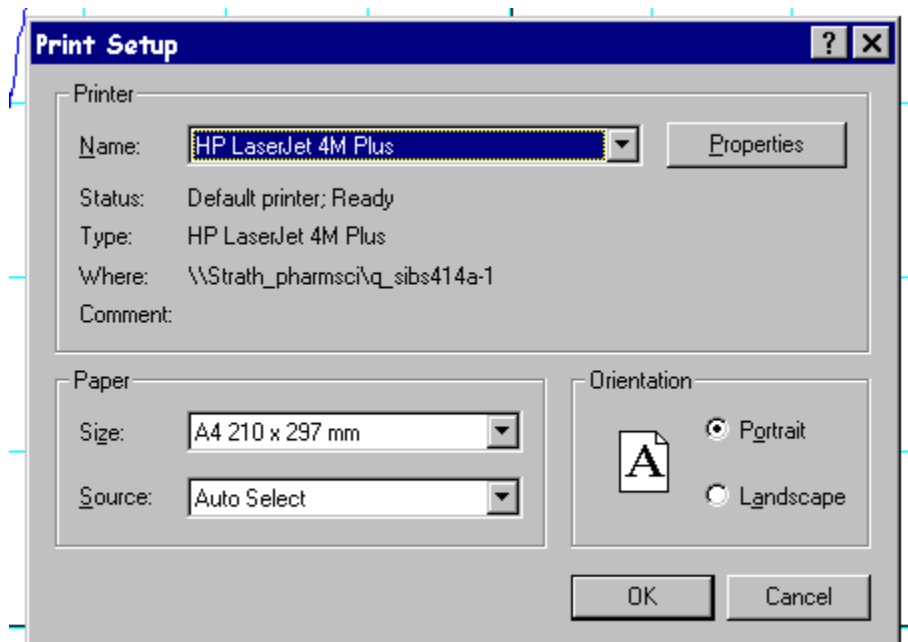 Print Setup
Printer
Name: HP LaserJet 4M Plus Properties
Status: Default printer; Ready
Type: HP LaserJet 4M Plus
Where: \\Strath_pharmsci\q_sibs414a-1
Comment:
Paper
Size: A4 210 x 297 mm
Source: Auto Select
Orientation
A
Portrait
Landscape
OK Cancel